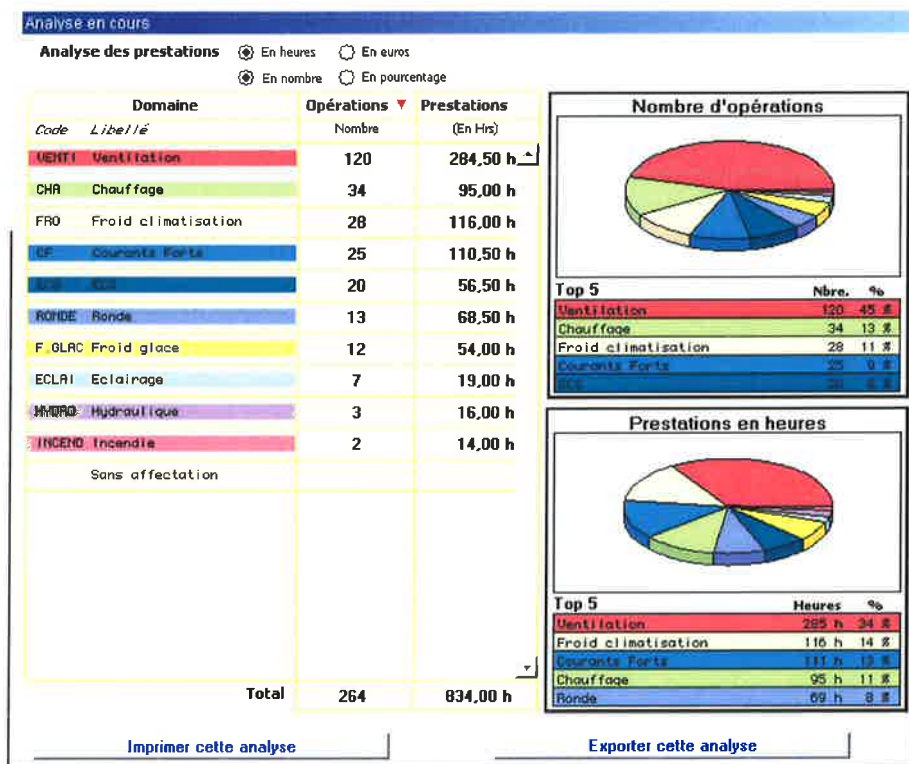 Analyse en cours
Analyse des prestations En heures En euros
En nombre En pourcentage
Domaine Opérations Prestations
Code Libellé Nombre (En Hrs)
VENTI Ventilation 120 284,50 h
CHA Chauffage 34 95,00 h
FRO Froid climatisation 28 116,00 h
CF Courants Forts 25 110,50 h
ECS ECS 20 56,50 h
RONDE Ronde 13 68,50 h
F.GLAC Froid glace 12 54,00 h
ECLAI Eclairage 7 19,00 h
HYDRO Hydraulique 3 16,00 h
INCEND Incendie 2 14,00 h
Sans affectation
Total 264 834,00 h
Nombre d'opérations
Top 5 Nbre. %
Ventilation 120 45 %
Chauffage 34 13 %
Froid climatisation 28 11 %
Courants Forts 25 9 %
ECS 20 8 %
Prestations en heures
Top 5 Heures %
Ventilation 285 h 34 %
Froid climatisation 116 h 14 %
Courants Forts 111 h 13 %
Chauffage 95 h 11 %
Ronde 69 h 8 %
Imprimer cette analyse Exporter cette analyse